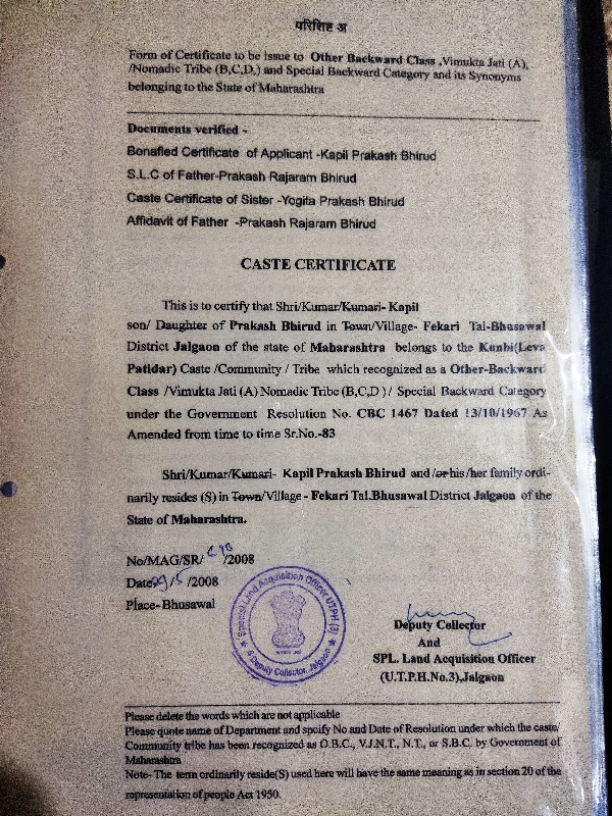 परिशिष्ट अ
Form of Certificate to be issue to Other Backward Class ,Vimukta Jati (A),
/Nomadic Tribe (B,C,D,) and Special Backward Category and its Synonyms
belonging to the State of Maharashtra
Documents verified -
Bonafied Certificate of Applicant -Kapil Prakash Bhirud
S.L.C of Father-Prakash Rajaram Bhirud
Caste Certificate of Sister -Yogita Prakash Bhirud
Affidavit of Father -Prakash Rajaram Bhirud
CASTE CERTIFICATE
This is to certify that Shri/Kumar/Kumari- Kapil
son/ Daughter of Prakash Bhirud in Town/Village- Fekari Tal-Bhusawal
District Jalgaon of the state of Maharashtra belongs to the Kunbi(Leva
Patidar) Caste /Community / Tribe which recognized as a Other-Backward
Class /Vimukta Jati (A) Nomadic Tribe (B,C,D ) / Special Backward Category
under the Government Resolution No. CBC 1467 Dated 13/10/1967 As
Amended from time to time Sr.No.-83
Shri/Kumar/Kumari- Kapil Prakash Bhirud and /or his /her family ordi-
narily resides (S) in Town/Village - Fekari Tal.Bhusawal District Jalgaon of the
State of Maharashtra.
No/MAG/SR/ /2008
Date 29/5/2008
Place- Bhusawal
Special Land Acquisition Officer UTPH (3)
& Deputy Collector, Jalgaon
Deputy Collector
And
SPL. Land Acquisition Officer
(U.T.P.H.No.3),Jalgaon
Please delete the words which are not applicable
Please quote name of Department and spcify No and Date of Resolution under which the caste/
Community tribe has been recognized as O.B.C., V.J.N.T., N.T., or S.B.C. by Government of
Maharashtra
Note- The term ordinarily reside(S) used here will have the same meaning as in section 20 of the
representation of people Act 1950.